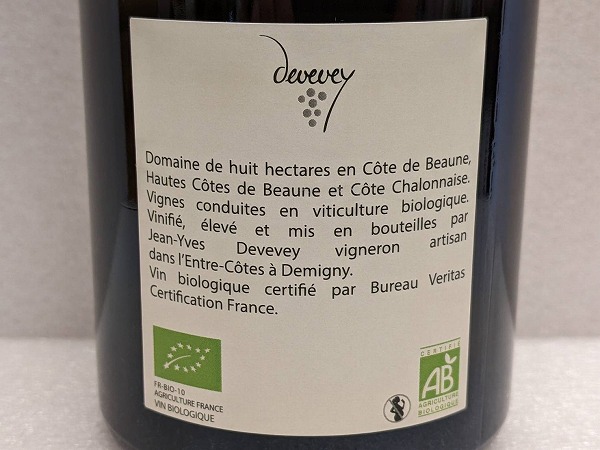 devevey
Domaine de huit hectares en Côte de Beaune,
Hautes Côtes de Beaune et Côte Chalonnaise.
Vignes conduites en viticulture biologique.
Vinifié, élevé et mis en bouteilles par
Jean-Yves Devevey vigneron artisan
dans l'Entre-Côtes à Demigny.
Vin biologique certifié par Bureau Veritas
Certification France.
FR-BIO-10
AGRICULTURE FRANCE
VIN BIOLOGIQUE
CERTIFIÉ
AB
AGRICULTURE
BIOLOGIQUE